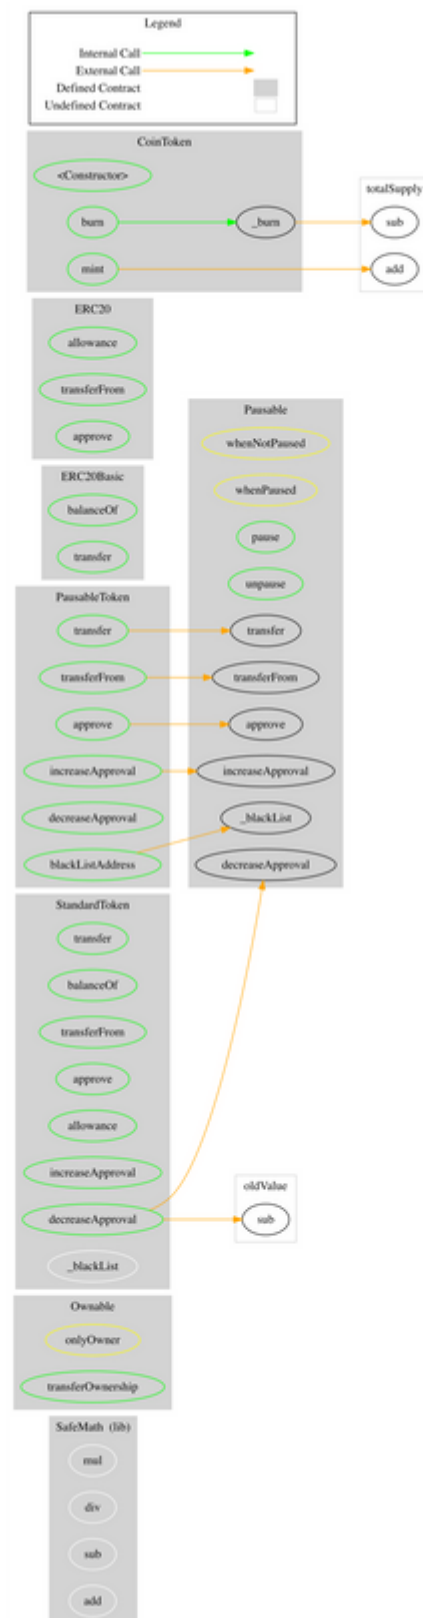 Legend
Internal Call
External Call
Defined Contract
Undefined Contract
CoinToken
<Constructor>
burn
_burn
mint
totalSupply
sub
add
ERC20
allowance
transferFrom
approve
ERC20Basic
balanceOf
transfer
Pausable
whenNotPaused
whenPaused
pause
unpause
transfer
transferFrom
approve
increaseApproval
_blackList
decreaseApproval
PausableToken
transfer
transferFrom
approve
increaseApproval
decreaseApproval
blackListAddress
StandardToken
transfer
balanceOf
transferFrom
approve
allowance
increaseApproval
decreaseApproval
_blackList
oldValue
sub
Ownable
onlyOwner
transferOwnership
SafeMath (lib)
mul
div
sub
add